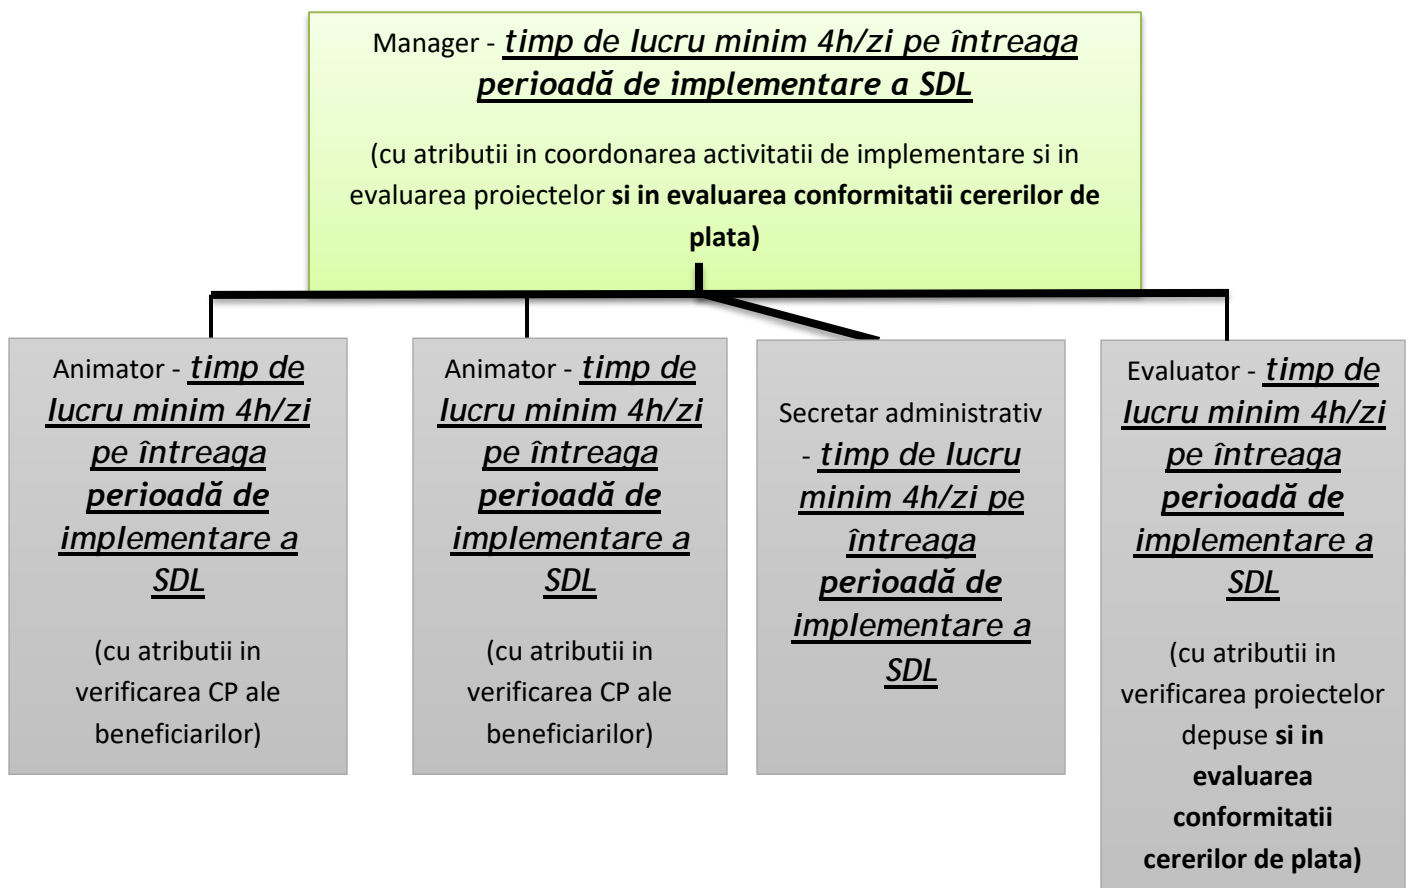 Manager - timp de lucru minim 4h/zi pe întreaga
perioadă de implementare a SDL
(cu atributii in coordonarea activitatii de implementare si in
evaluarea proiectelor si in evaluarea conformitatii cererilor de
plata)
Animator - timp de
lucru minim 4h/zi
pe întreaga
perioadă de
implementare a
SDL
(cu atributii in
verificarea CP ale
beneficiarilor)
Animator - timp de
lucru minim 4h/zi
pe întreaga
perioadă de
implementare a
SDL
(cu atributii in
verificarea CP ale
beneficiarilor)
Secretar administrativ
- timp de lucru
minim 4h/zi pe
întreaga
perioadă de
implementare a
SDL
Evaluator - timp de
lucru minim 4h/zi
pe întreaga
perioadă de
implementare a
SDL
(cu atributii in
verificarea proiectelor
depuse si in
evaluarea
conformitatii
cererilor de plata)